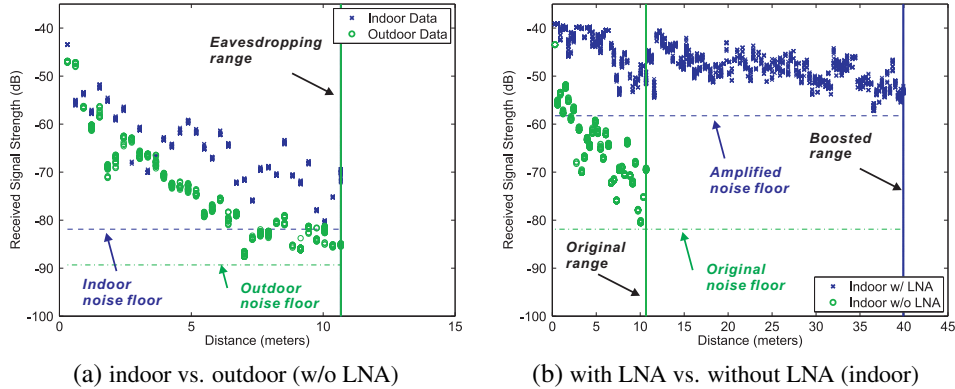 -35
-40
-50
-60
-70
-80
-90
-100
0
5
10
15
Received Signal Strength (dB)
Distance (meters)
Indoor Data
Outdoor Data
Eavesdropping
range
Indoor
noise floor
Outdoor
noise floor
(a) indoor vs. outdoor (w/o LNA)
-35
-40
-50
-60
-70
-80
-90
-100
0
5
10
15
20
25
30
35
40
45
Received Signal Strength (dB)
Distance (meters)
Boosted
range
Amplified
noise floor
Original
range
Original
noise floor
Indoor w/ LNA
Indoor w/o LNA
(b) with LNA vs. without LNA (indoor)